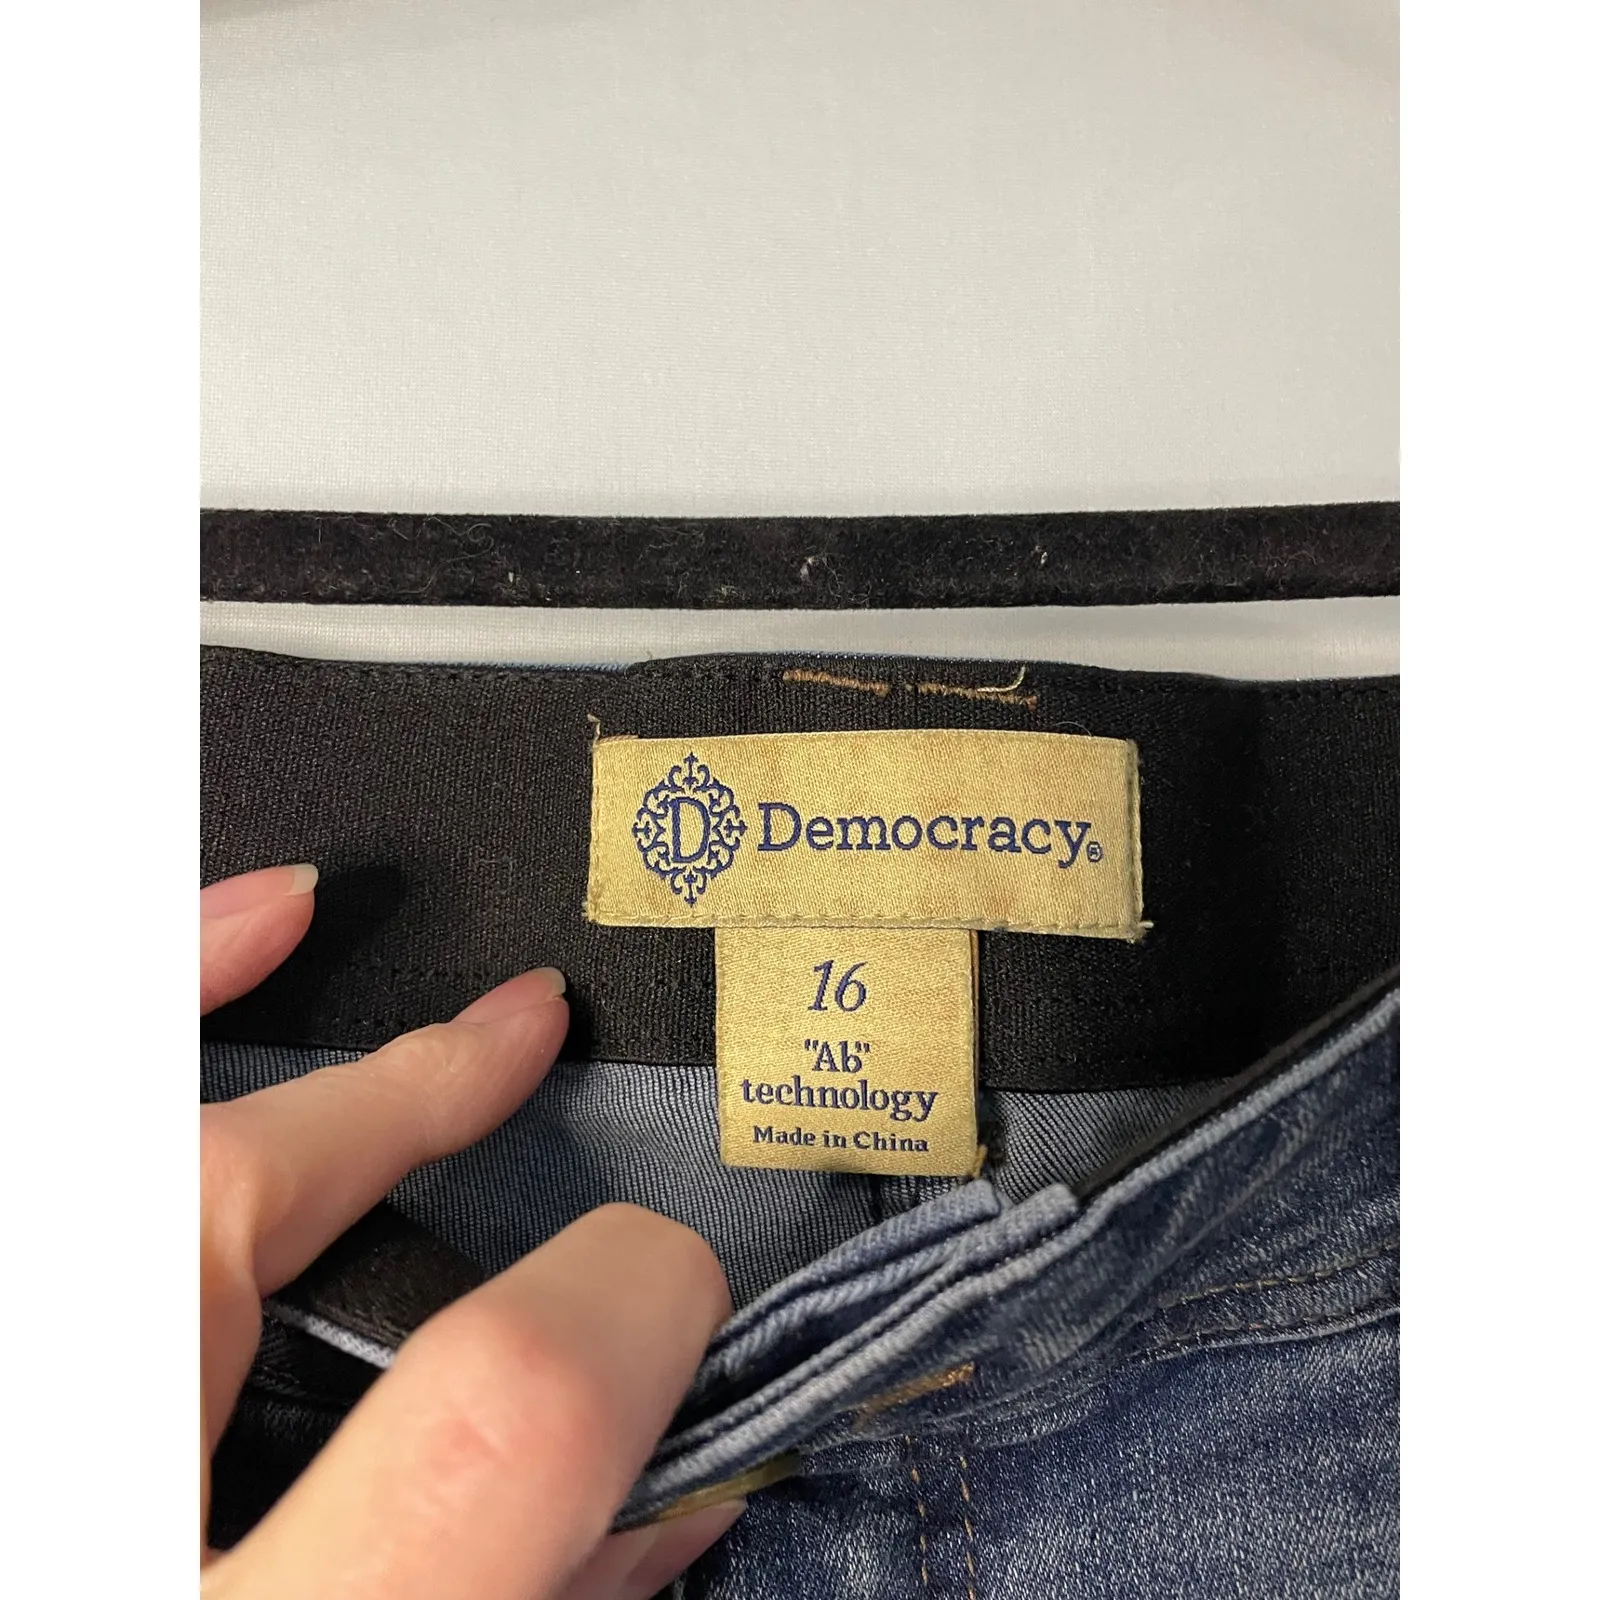 D Democracy®
16
"Ab"
technology
Made in China